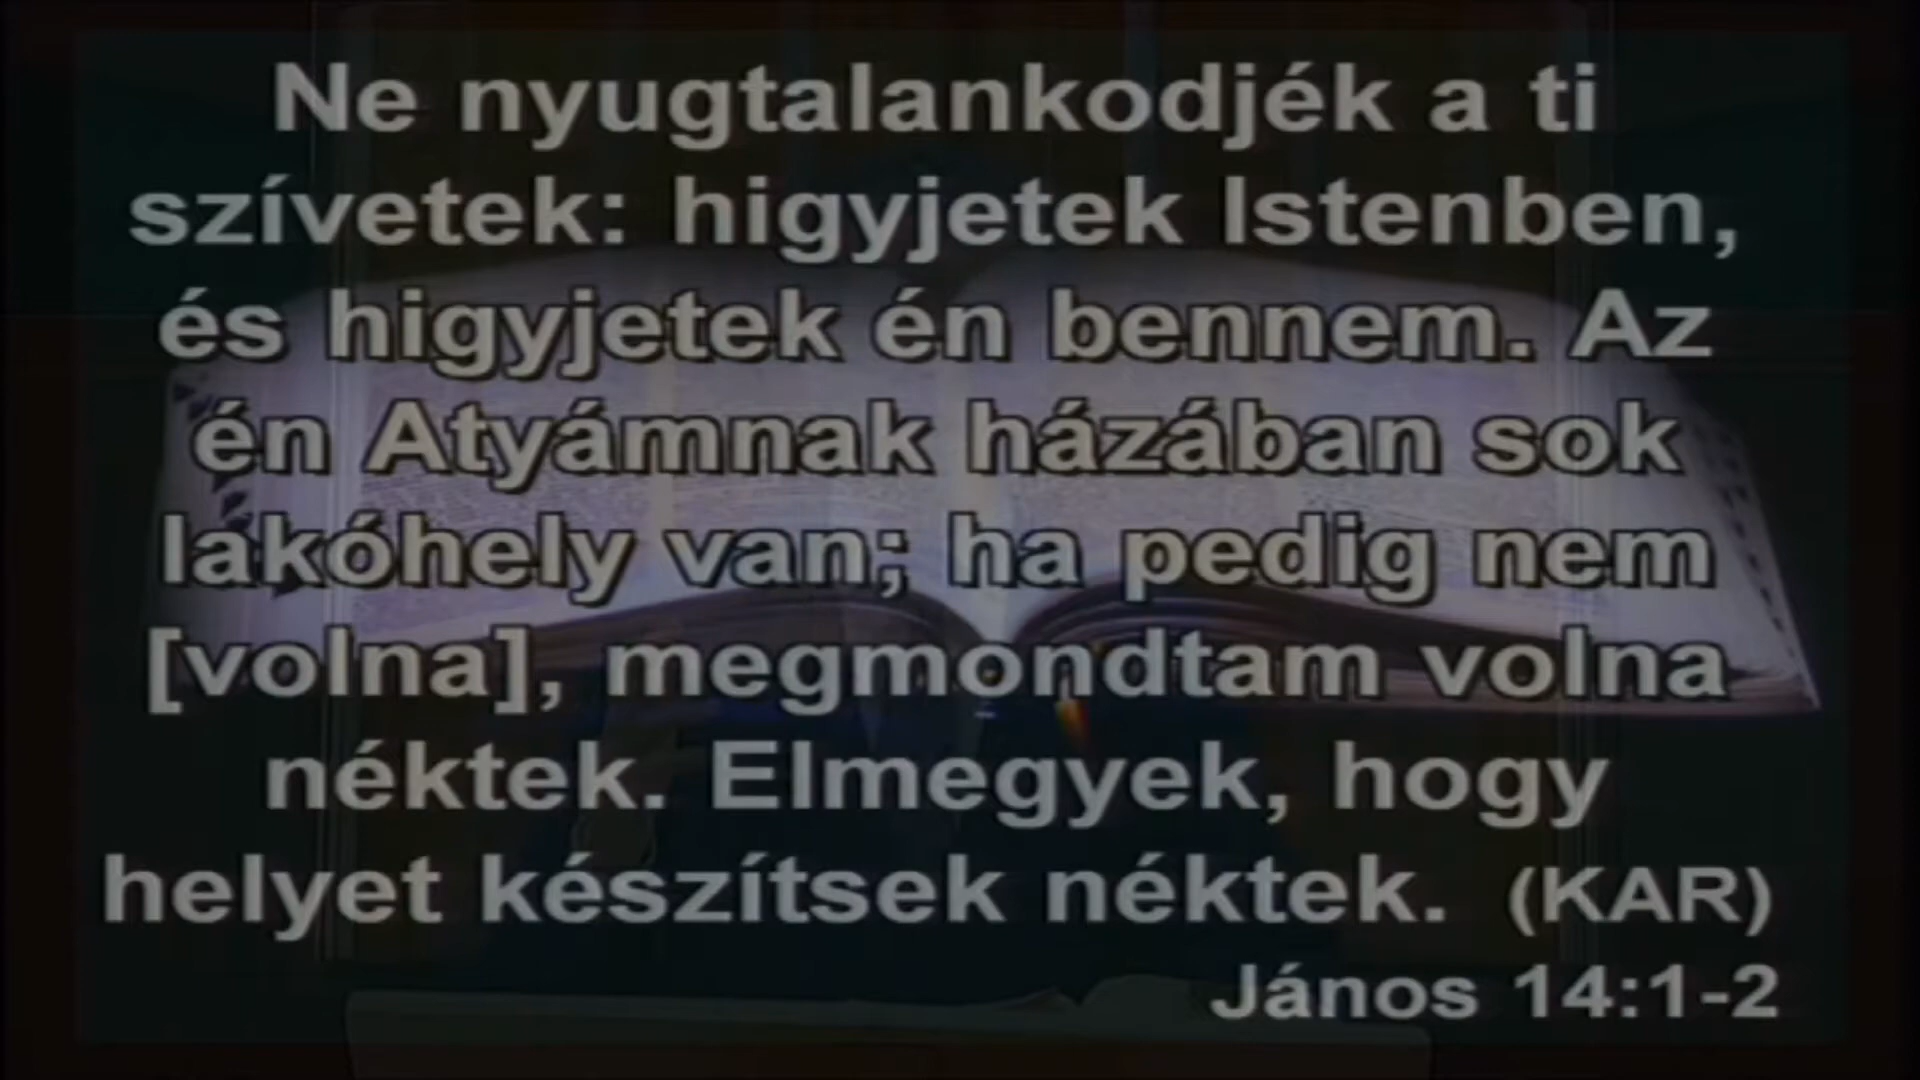 Ne nyugtalankodjék a ti
szívetek: higyjetek Istenben,
és higyjetek én bennem. Az
én Atyámnak házában sok
lakóhely van; ha pedig nem
[volna], megmondtam volna
néktek. Elmegyek, hogy
helyet készítsek néktek. (KAR)
János 14:1-2